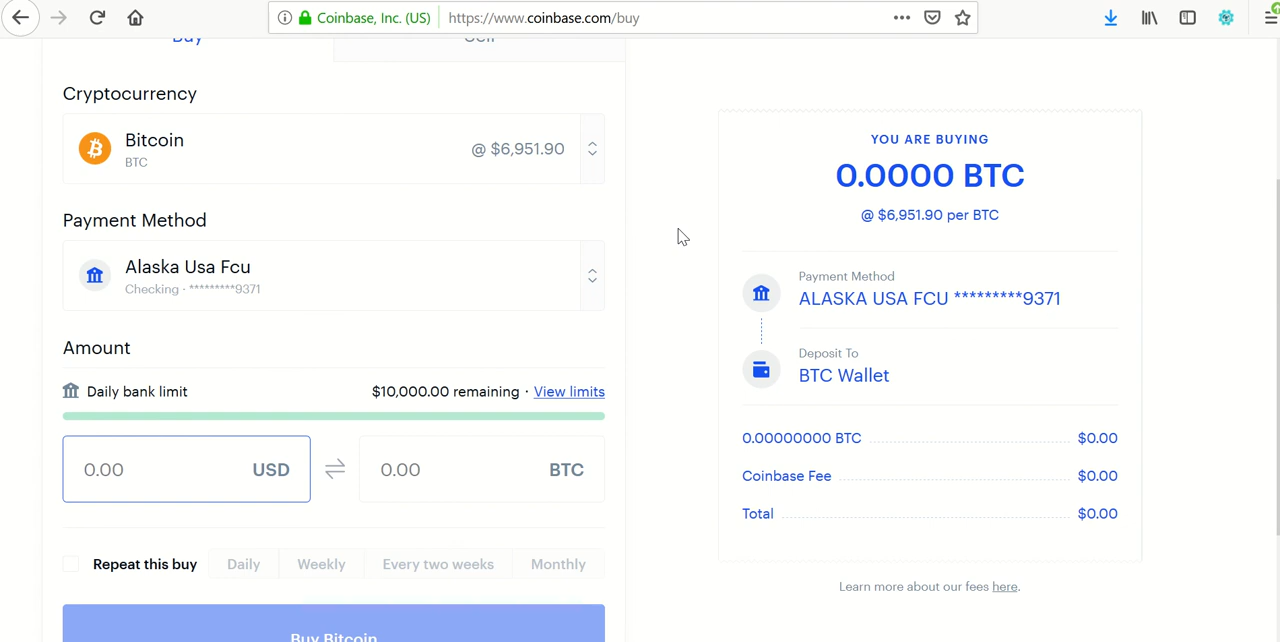 Coinbase, Inc. (US) https://www.coinbase.com/buy
Buy
Sell
Cryptocurrency
Bitcoin
BTC
@ $6,951.90
Payment Method
Alaska Usa Fcu
Checking · *********9371
Amount
Daily bank limit
$10,000.00 remaining · View limits
0.00 USD
0.00 BTC
Repeat this buy
Daily
Weekly
Every two weeks
Monthly
Buy Bitcoin
YOU ARE BUYING
0.0000 BTC
@ $6,951.90 per BTC
Payment Method
ALASKA USA FCU *********9371
Deposit To
BTC Wallet
0.00000000 BTC $0.00
Coinbase Fee $0.00
Total $0.00
Learn more about our fees here.